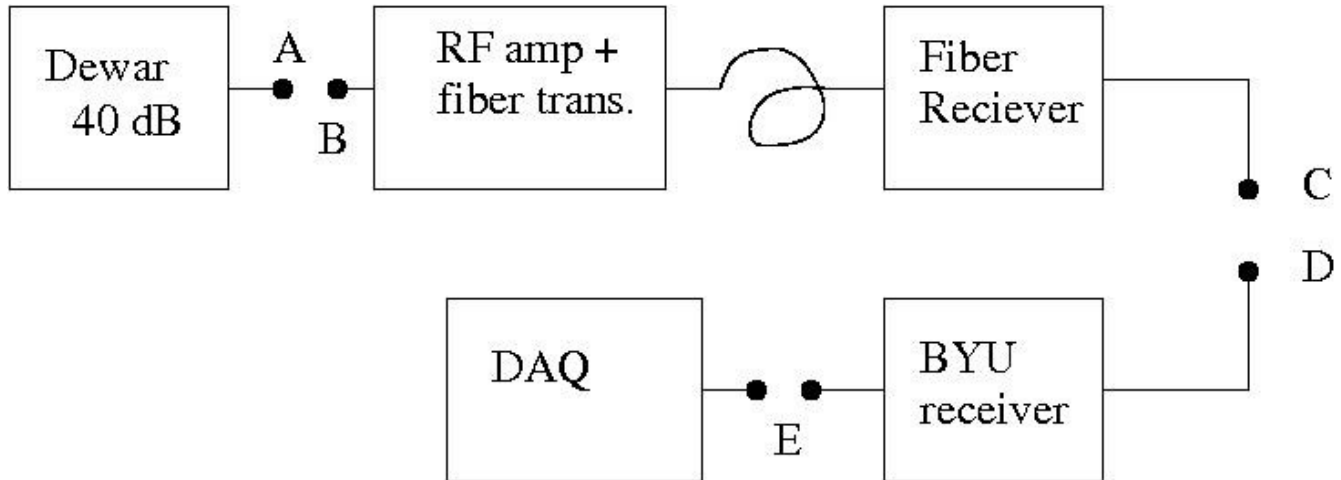 Dewar
40 dB
A
B
RF amp +
fiber trans.
Fiber
Reciever
C
D
DAQ
E
BYU
receiver